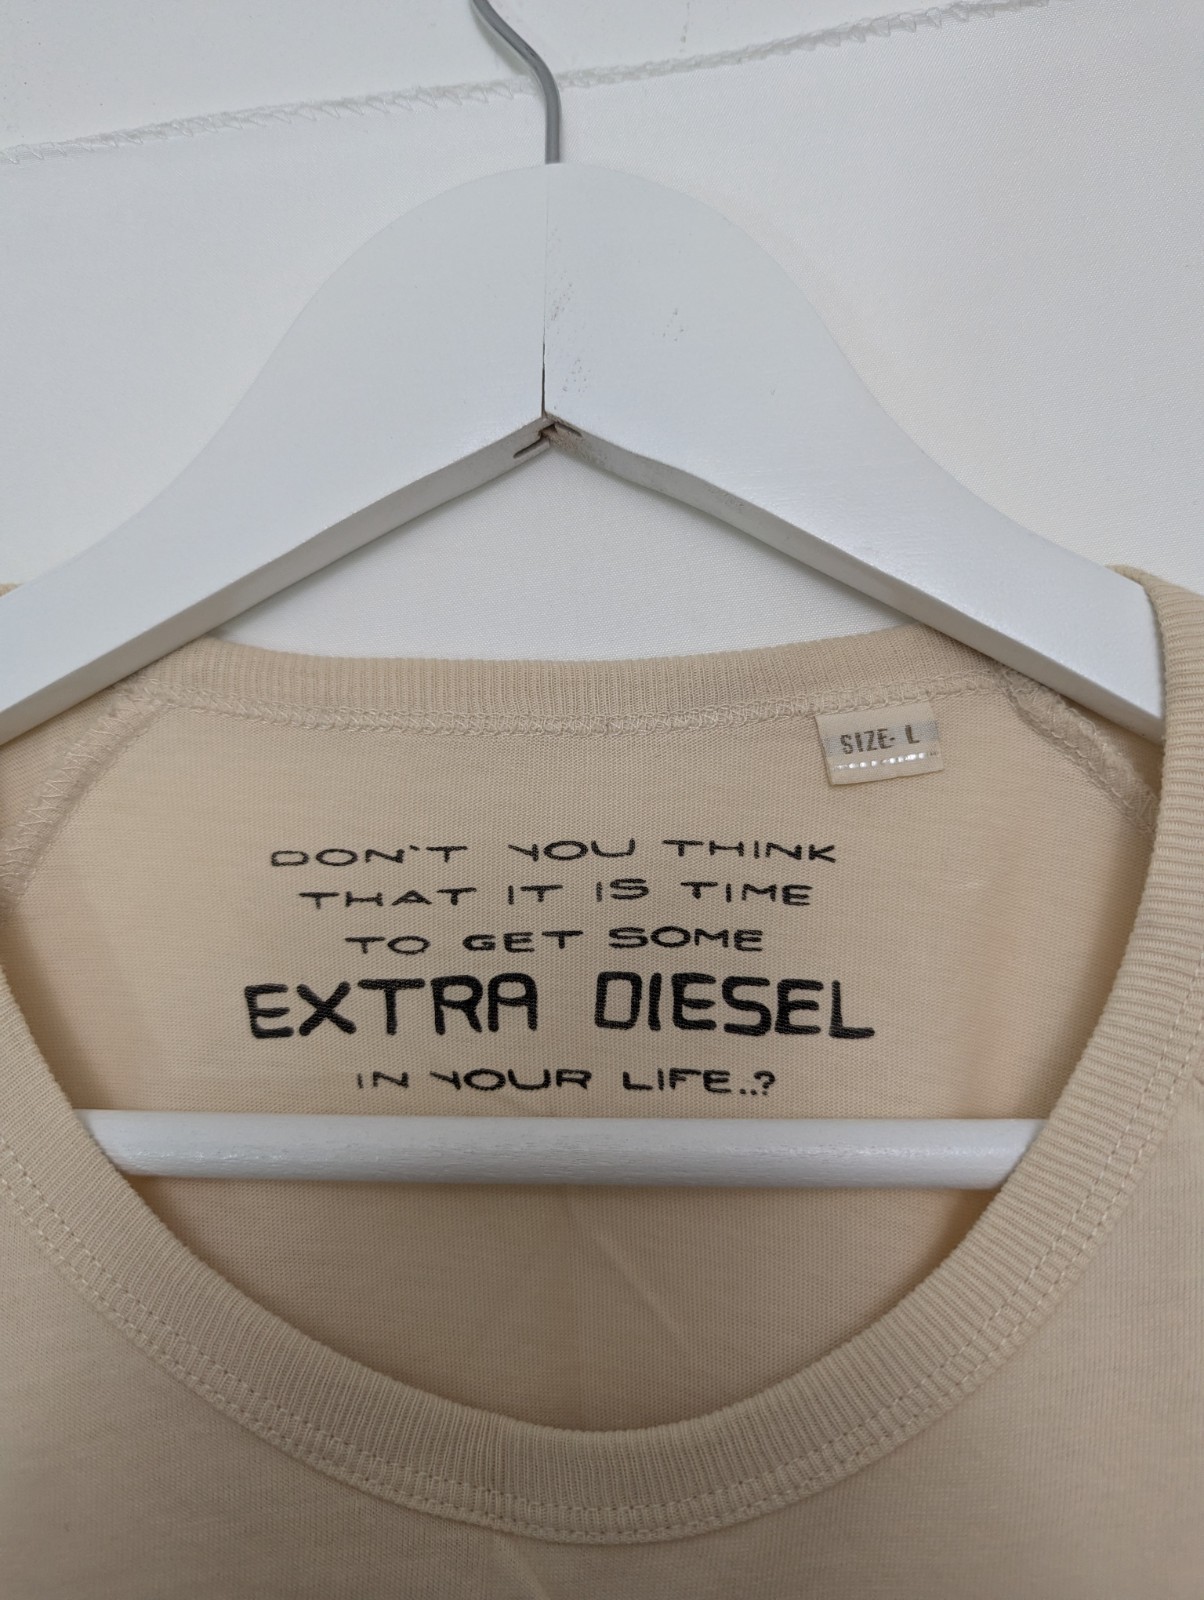 SIZE- L
DON'T YOU THINK
THAT IT IS TIME
TO GET SOME
EXTRA DIESEL
IN YOUR LIFE..?